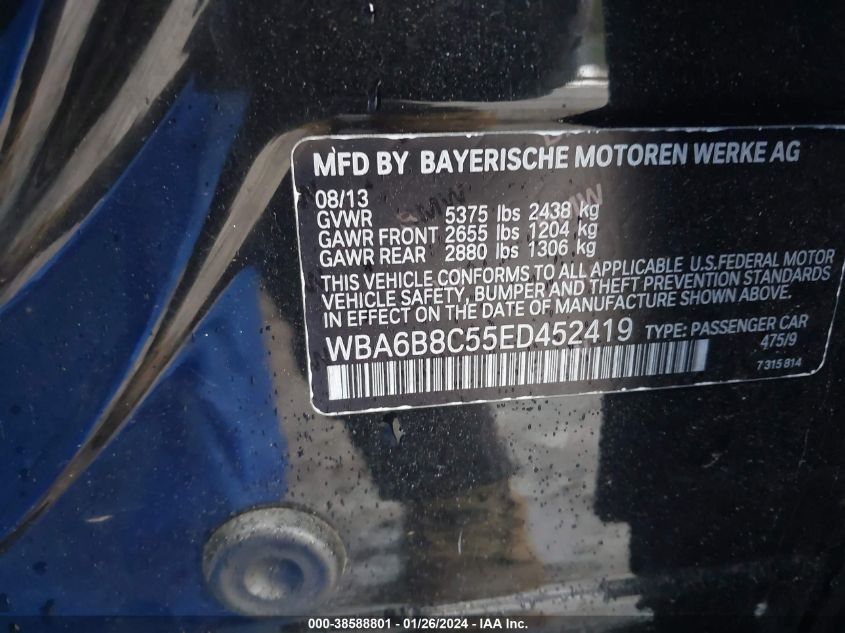 MFD BY BAYERISCHE MOTOREN WERKE AG
08/13
GVWR 5375 lbs 2438 kg
GAWR FRONT 2655 lbs 1204 kg
GAWR REAR 2880 lbs 1306 kg
THIS VEHICLE CONFORMS TO ALL APPLICABLE U.S.FEDERAL MOTOR
VEHICLE SAFETY, BUMPER AND THEFT PREVENTION STANDARDS
IN EFFECT ON THE DATE OF MANUFACTURE SHOWN ABOVE.
WBA6B8C55ED452419 TYPE: PASSENGER CAR
475/9
7 315 814
000-38588801 - 01/26/2024 - IAA Inc.